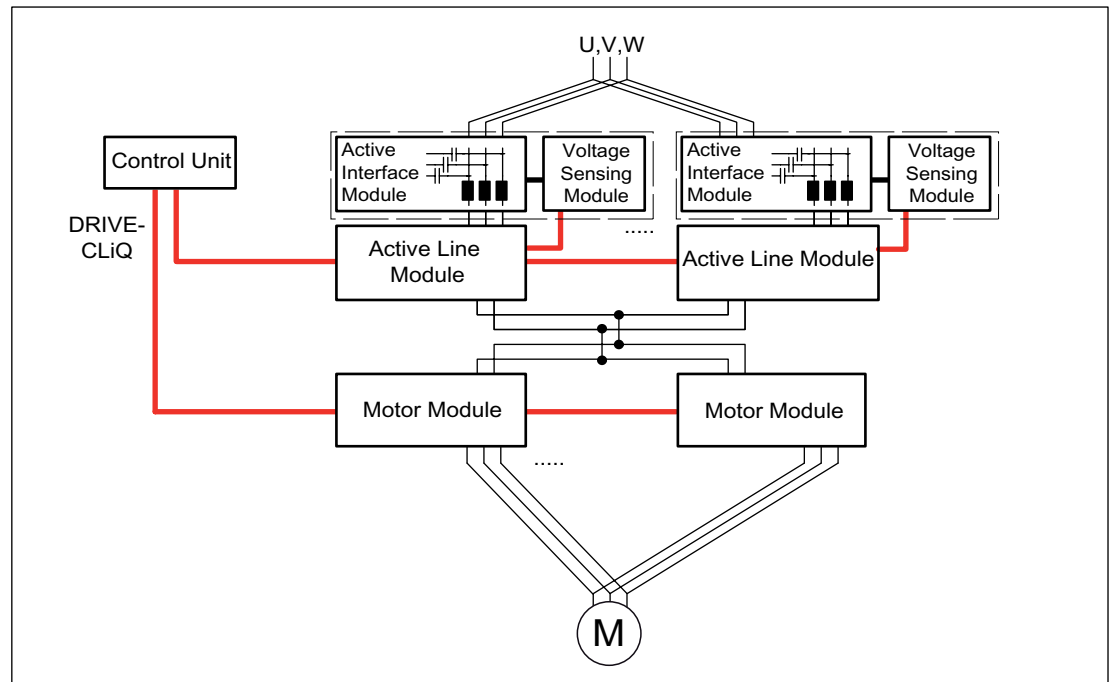 U,V,W
Control Unit
DRIVE-
CLiQ
Active
Interface
Module
Voltage
Sensing
Module
.....
Active
Interface
Module
Voltage
Sensing
Module
Active Line
Module
Active Line Module
Motor Module
Motor Module
.....
M